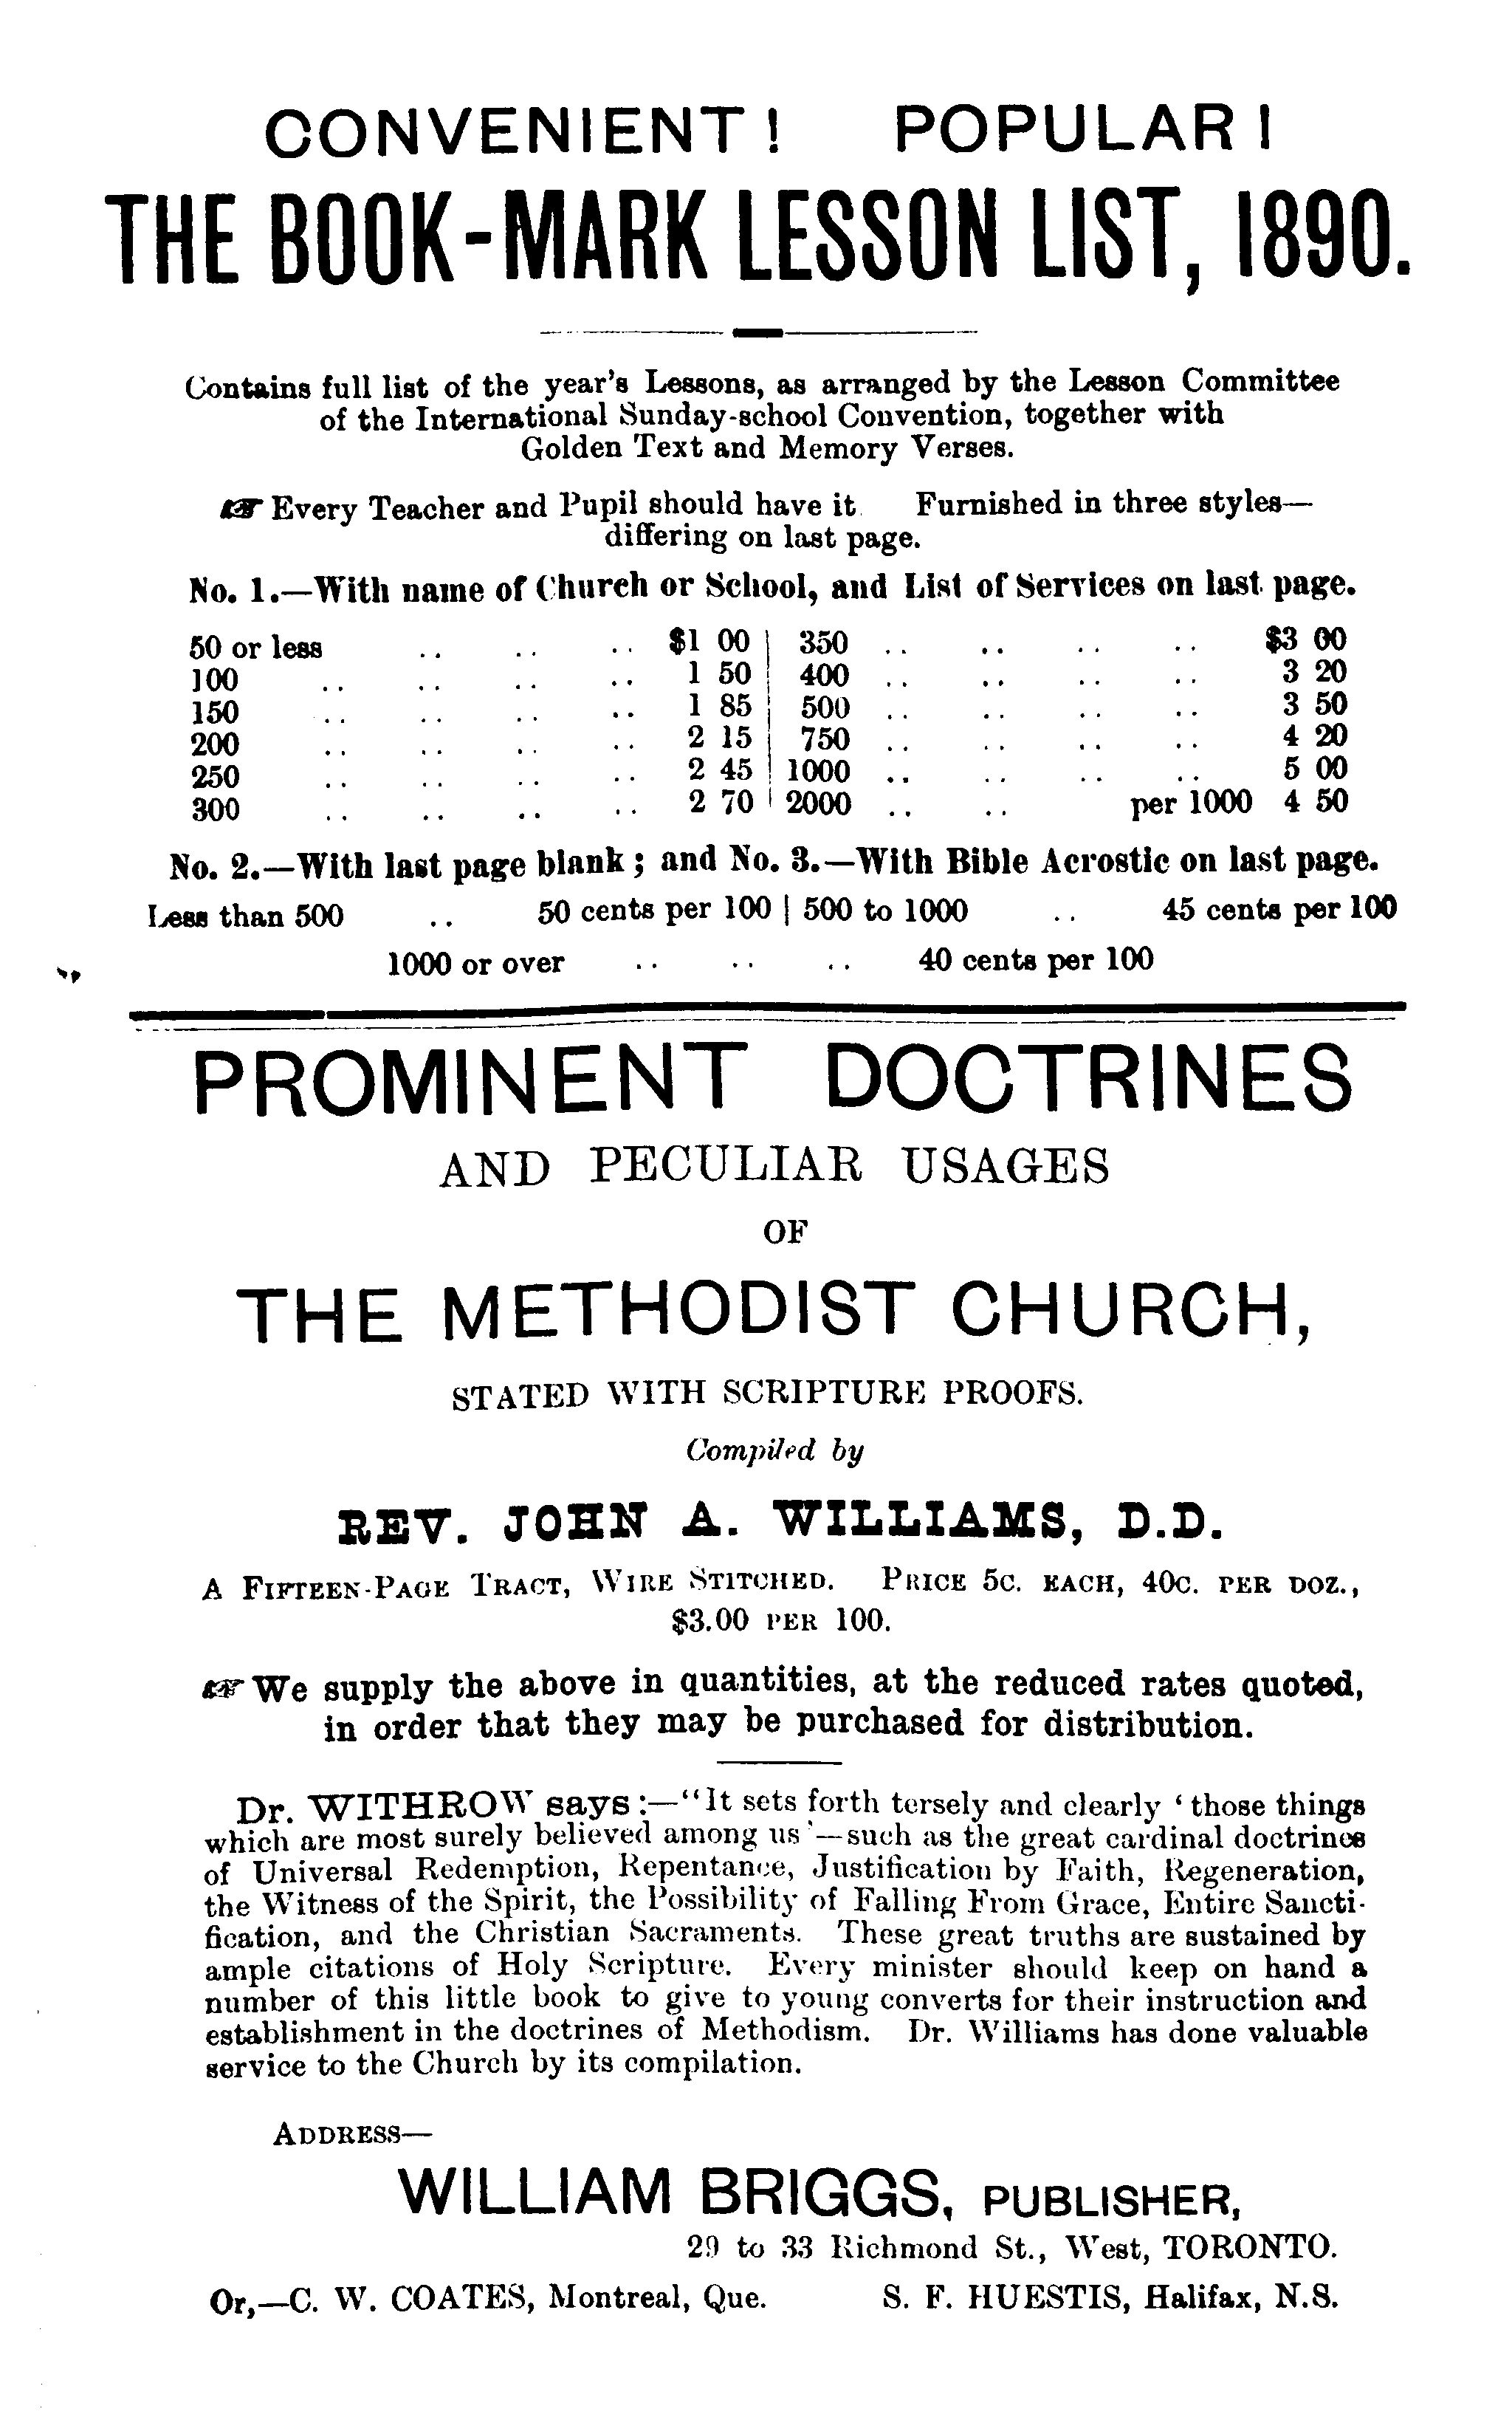 CONVENIENT! POPULAR!
THE BOOK-MARK LESSON LIST, 1890.
Contains full list of the year's Lessons, as arranged by the Lesson Committee
of the International Sunday-school Convention, together with
Golden Text and Memory Verses.
☞ Every Teacher and Pupil should have it. Furnished in three styles—
differing on last page.
No. 1.—With name of Church or School, and List of Services on last page.
50 or less .. .. .. $1 00 | 350 .. .. .. .. $3 00
100 .. .. .. .. 1 50 | 400 .. .. .. .. 3 20
150 .. .. .. .. 1 85 | 500 .. .. .. .. 3 50
200 .. .. .. .. 2 15 | 750 .. .. .. .. 4 20
250 .. .. .. .. 2 45 | 1000 .. .. .. .. 5 00
300 .. .. .. .. 2 70 | 2000 .. .. per 1000 4 50
No. 2.—With last page blank; and No. 3.—With Bible Acrostic on last page.
Less than 500 .. 50 cents per 100 | 500 to 1000 .. 45 cents per 100
1000 or over .. .. .. 40 cents per 100
PROMINENT DOCTRINES
AND PECULIAR USAGES
OF
THE METHODIST CHURCH,
STATED WITH SCRIPTURE PROOFS.
Compiled by
REV. JOHN A. WILLIAMS, D.D.
A FIFTEEN-PAGE TRACT, WIRE STITCHED. PRICE 5C. EACH, 40C. PER DOZ.,
$3.00 PER 100.
☞ We supply the above in quantities, at the reduced rates quoted,
in order that they may be purchased for distribution.
Dr. WITHROW says:—"It sets forth tersely and clearly 'those things
which are most surely believed among us'—such as the great cardinal doctrines
of Universal Redemption, Repentance, Justification by Faith, Regeneration,
the Witness of the Spirit, the Possibility of Falling From Grace, Entire Sancti-
fication, and the Christian Sacraments. These great truths are sustained by
ample citations of Holy Scripture. Every minister should keep on hand a
number of this little book to give to young converts for their instruction and
establishment in the doctrines of Methodism. Dr. Williams has done valuable
service to the Church by its compilation.
ADDRESS—
WILLIAM BRIGGS, PUBLISHER,
29 to 33 Richmond St., West, TORONTO.
Or,—C. W. COATES, Montreal, Que. S. F. HUESTIS, Halifax, N.S.